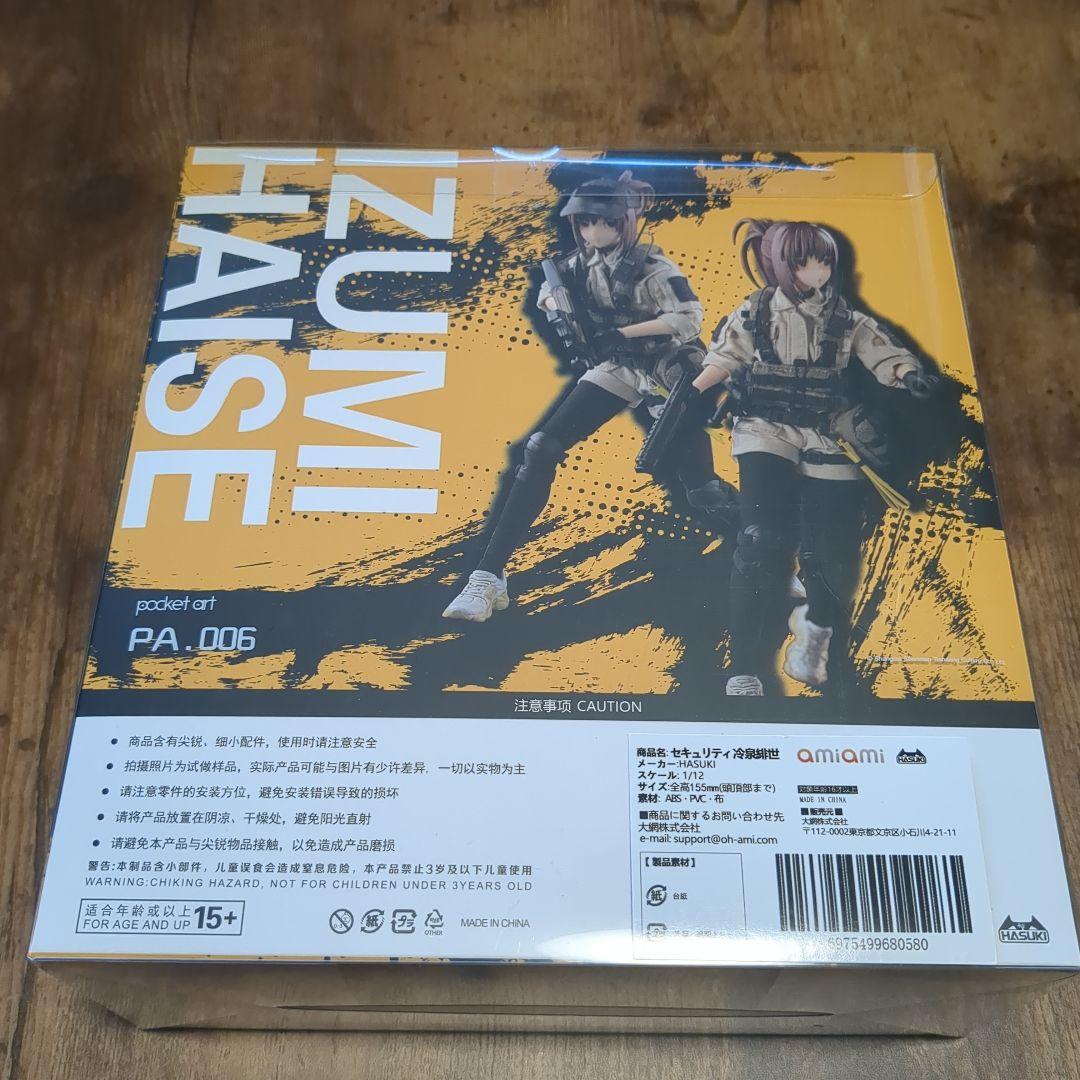 IZUMI
HAISE
pocket art
PA.006
注意事项 CAUTION
● 商品含有尖锐、细小配件，使用时请注意安全
● 拍摄照片为试做样品，实际产品可能与图片有少许差异，一切以实物为主
● 请注意零件的安装方位，避免安装错误导致的损坏
● 请将产品放置在阴凉、干燥处，避免阳光直射
● 请避免本产品与尖锐物品接触，以免造成产品磨损
警告:本制品含小部件，儿童误食会造成窒息危险，本产品禁止3岁及以下儿童使用
WARNING:CHIKING HAZARD, NOT FOR CHILDREN UNDER 3YEARS OLD
适合年龄或以上
FOR AGE AND UP 15+
0-3
紙
プラ
OTHER
MADE IN CHINA
商品名: セキュリティ 冷泉緋世
メーカー:HASUKI
スケール: 1/12
サイズ:全高155mm(頭頂部まで)
素材: ABS・PVC・布
■商品に関するお問い合わせ先
大網株式会社
e-mail: support@oh-ami.com
amiami
HASUKI
対象年齢16才以上
MADE IN CHINA
■ 販売元 ■
大網株式会社
〒112-0002東京都文京区小石川4-21-11
【 製品素材 】
紙 台紙
6975499680580
HASUKI